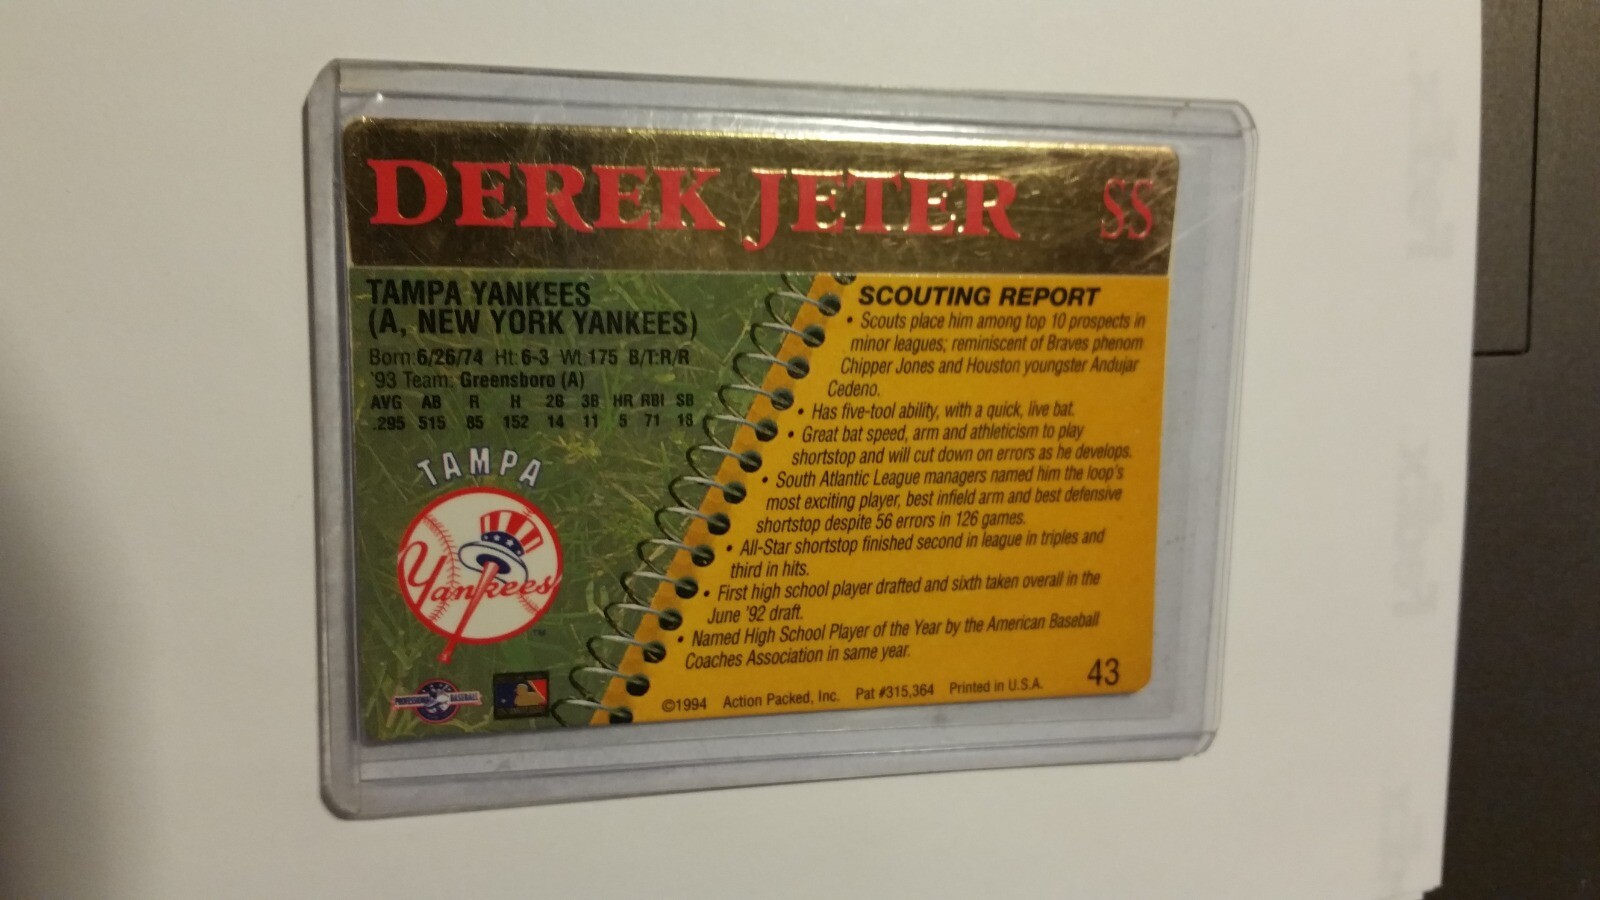 DEREK JETER SS
TAMPA YANKEES
(A, NEW YORK YANKEES)
Born: 6/26/74 Ht: 6-3 Wt: 175 B/T: R/R
'93 Team: Greensboro (A)
AVG AB R H 2B 3B HR RBI SB
.295 515 85 152 14 11 5 71 18
TAMPA
Yankees
TM
PROFESSIONAL BASEBALL
SCOUTING REPORT
• Scouts place him among top 10 prospects in
minor leagues; reminiscent of Braves phenom
Chipper Jones and Houston youngster Andujar
Cedeno.
• Has five-tool ability, with a quick, live bat.
• Great bat speed, arm and athleticism to play
shortstop and will cut down on errors as he develops.
• South Atlantic League managers named him the loop's
most exciting player, best infield arm and best defensive
shortstop despite 56 errors in 126 games.
• All-Star shortstop finished second in league in triples and
third in hits.
• First high school player drafted and sixth taken overall in the
June '92 draft.
• Named High School Player of the Year by the American Baseball
Coaches Association in same year.
43
©1994 Action Packed, Inc. Pat #315,364 Printed in U.S.A.